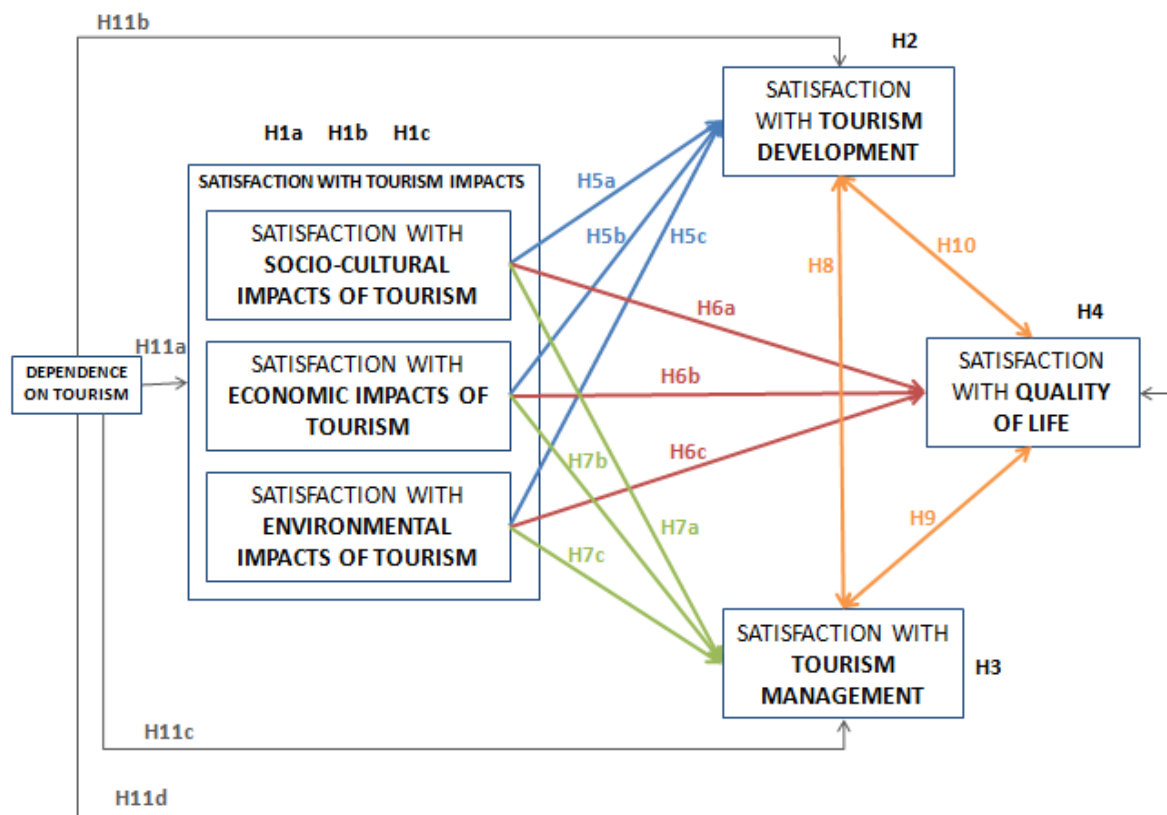 H11b
H2
SATISFACTION
WITH TOURISM
DEVELOPMENT
H1a H1b H1c
SATISFACTION WITH TOURISM IMPACTS
H5a
SATISFACTION WITH
SOCIO-CULTURAL
IMPACTS OF TOURISM
H5b
H5c
H8
H10
H6a
H4
H11a
DEPENDENCE
ON TOURISM
SATISFACTION WITH
ECONOMIC IMPACTS OF
TOURISM
H6b
SATISFACTION
WITH QUALITY
OF LIFE
H7b
H6c
SATISFACTION WITH
ENVIRONMENTAL
IMPACTS OF TOURISM
H7a
H9
H7c
SATISFACTION WITH
TOURISM
MANAGEMENT
H3
H11c
H11d